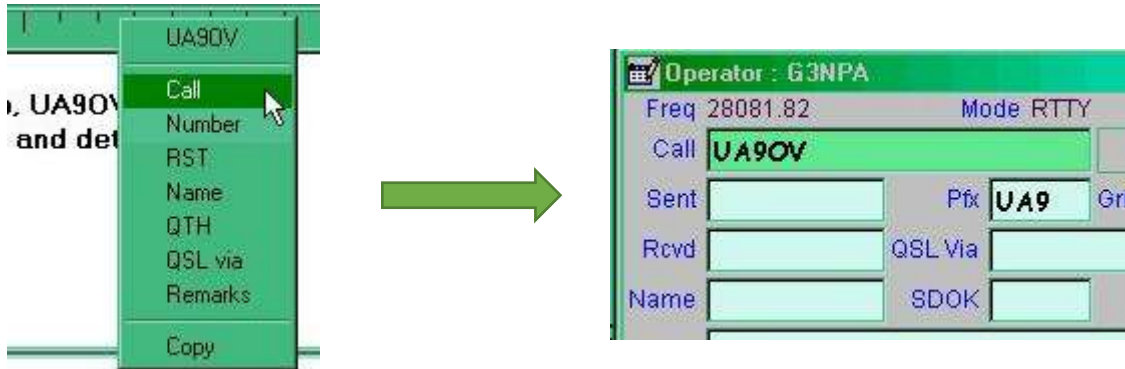 UA9OV
Call
Number
RST
Name
QTH
QSL via
Remarks
Copy
, UA9OV
and det
Operator : G3NPA
Freq 28081.82 Mode RTTY
Call UA9OV
Sent Pfx UA9 Gri
Rcvd QSL Via
Name SDOK